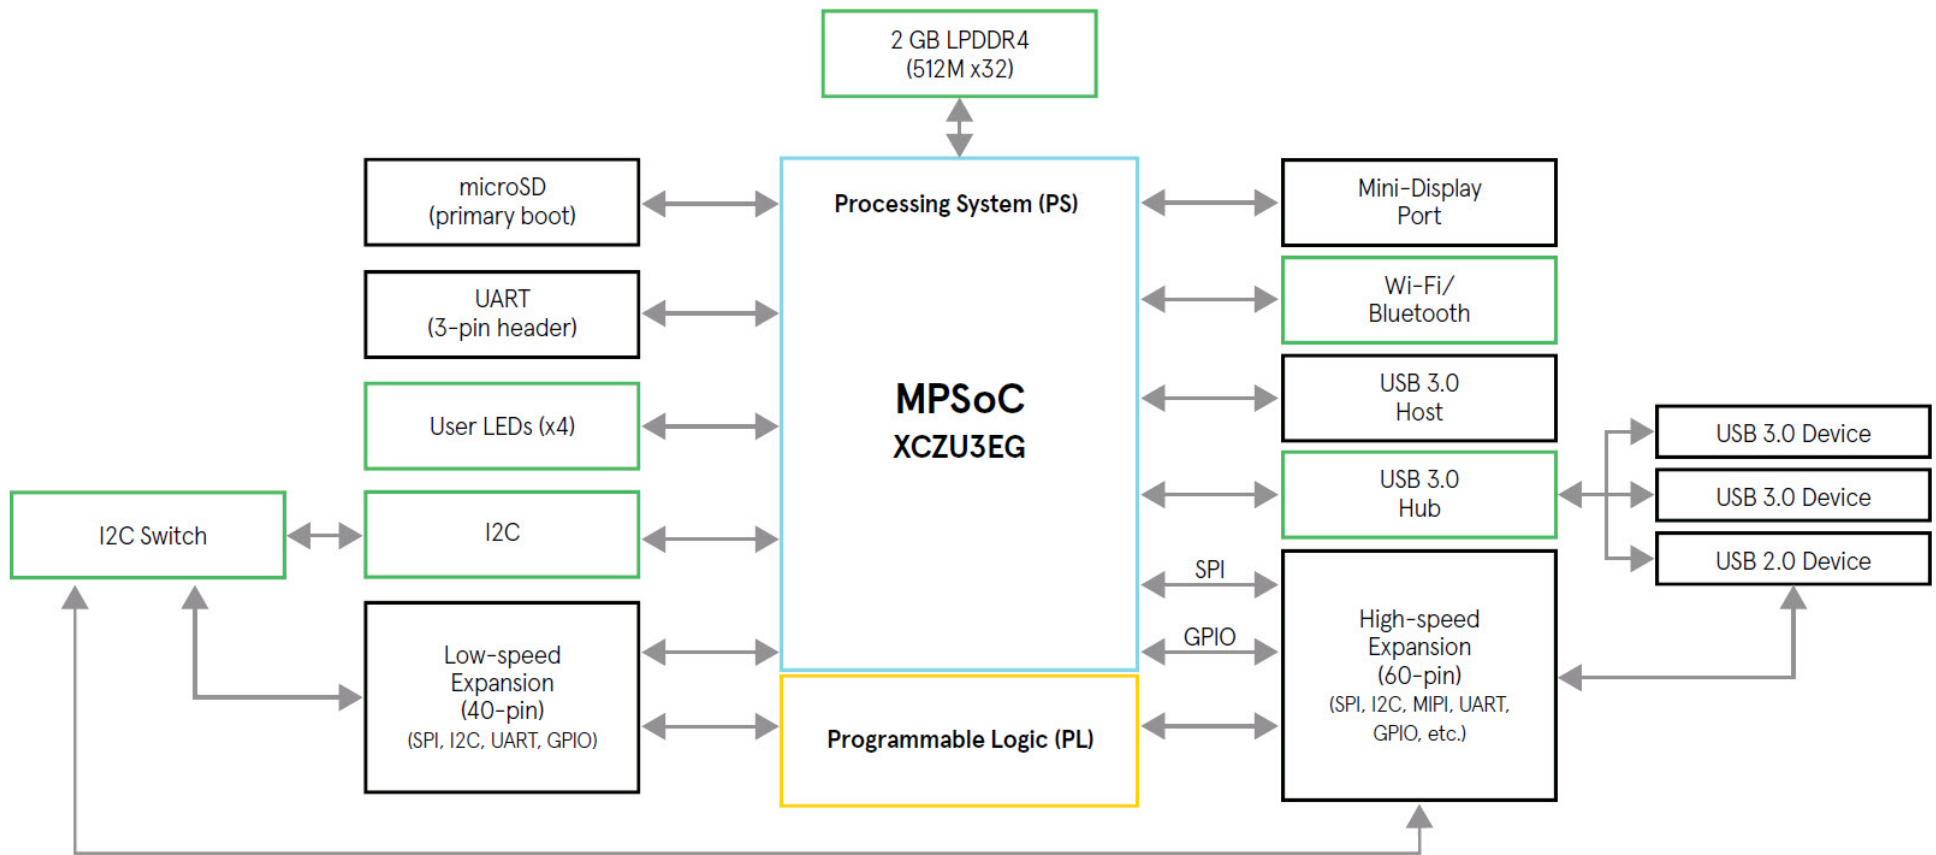 2 GB LPDDR4
(512M x32)
microSD
(primary boot)
UART
(3-pin header)
User LEDs (x4)
I2C Switch
I2C
Low-speed
Expansion
(40-pin)
(SPI, I2C, UART, GPIO)
Processing System (PS)
MPSoC
XCZU3EG
Programmable Logic (PL)
Mini-Display
Port
Wi-Fi/
Bluetooth
USB 3.0
Host
USB 3.0
Hub
SPI
GPIO
High-speed
Expansion
(60-pin)
(SPI, I2C, MIPI, UART,
GPIO, etc.)
USB 3.0 Device
USB 3.0 Device
USB 2.0 Device